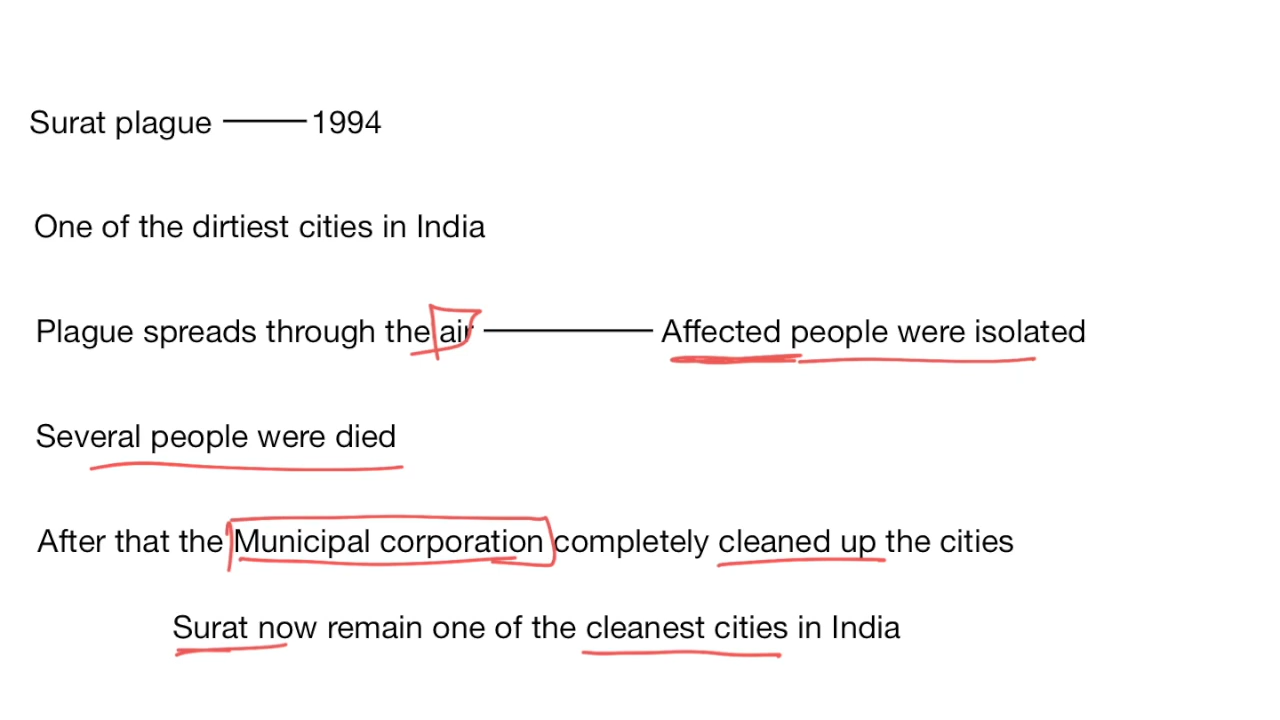 Surat plague 1994
One of the dirtiest cities in India
Plague spreads through the air Affected people were isolated
Several people were died
After that the Municipal corporation completely cleaned up the cities
Surat now remain one of the cleanest cities in India